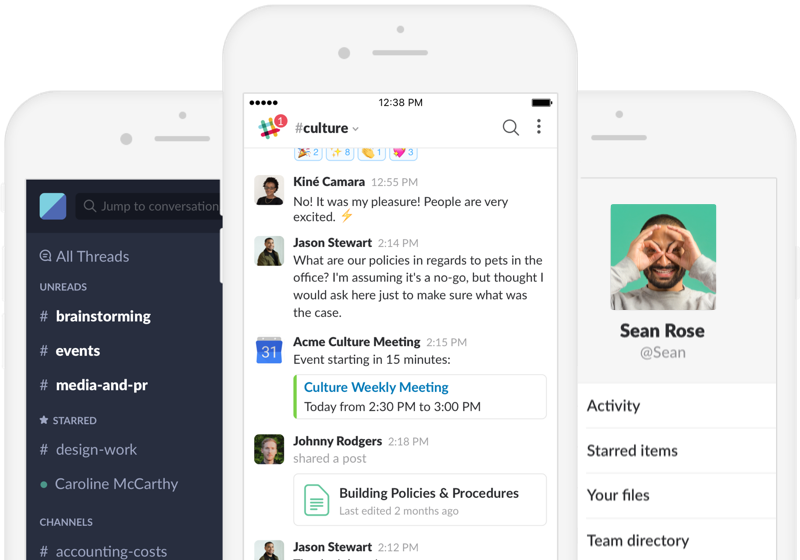 Jump to conversation
All Threads
UNREADS
# brainstorming
# events
# media-and-pr
STARRED
# design-work
Caroline McCarthy
CHANNELS
# accounting-costs
12:38 PM
1
#culture
2 8 1 3
Kiné Camara 12:55 PM
No! It was my pleasure! People are very
excited. ⚡
Jason Stewart 2:14 PM
What are our policies in regards to pets in the
office? I'm assuming it's a no-go, but thought I
would ask here just to make sure what was
the case.
31
Acme Culture Meeting 2:15 PM
Event starting in 15 minutes:
Culture Weekly Meeting
Today from 2:30 PM to 3:00 PM
Johnny Rodgers 2:18 PM
shared a post
Building Policies & Procedures
Last edited 2 months ago
Jason Stewart 2:12 PM
Sean Rose
@Sean
Activity
Starred items
Your files
Team directory